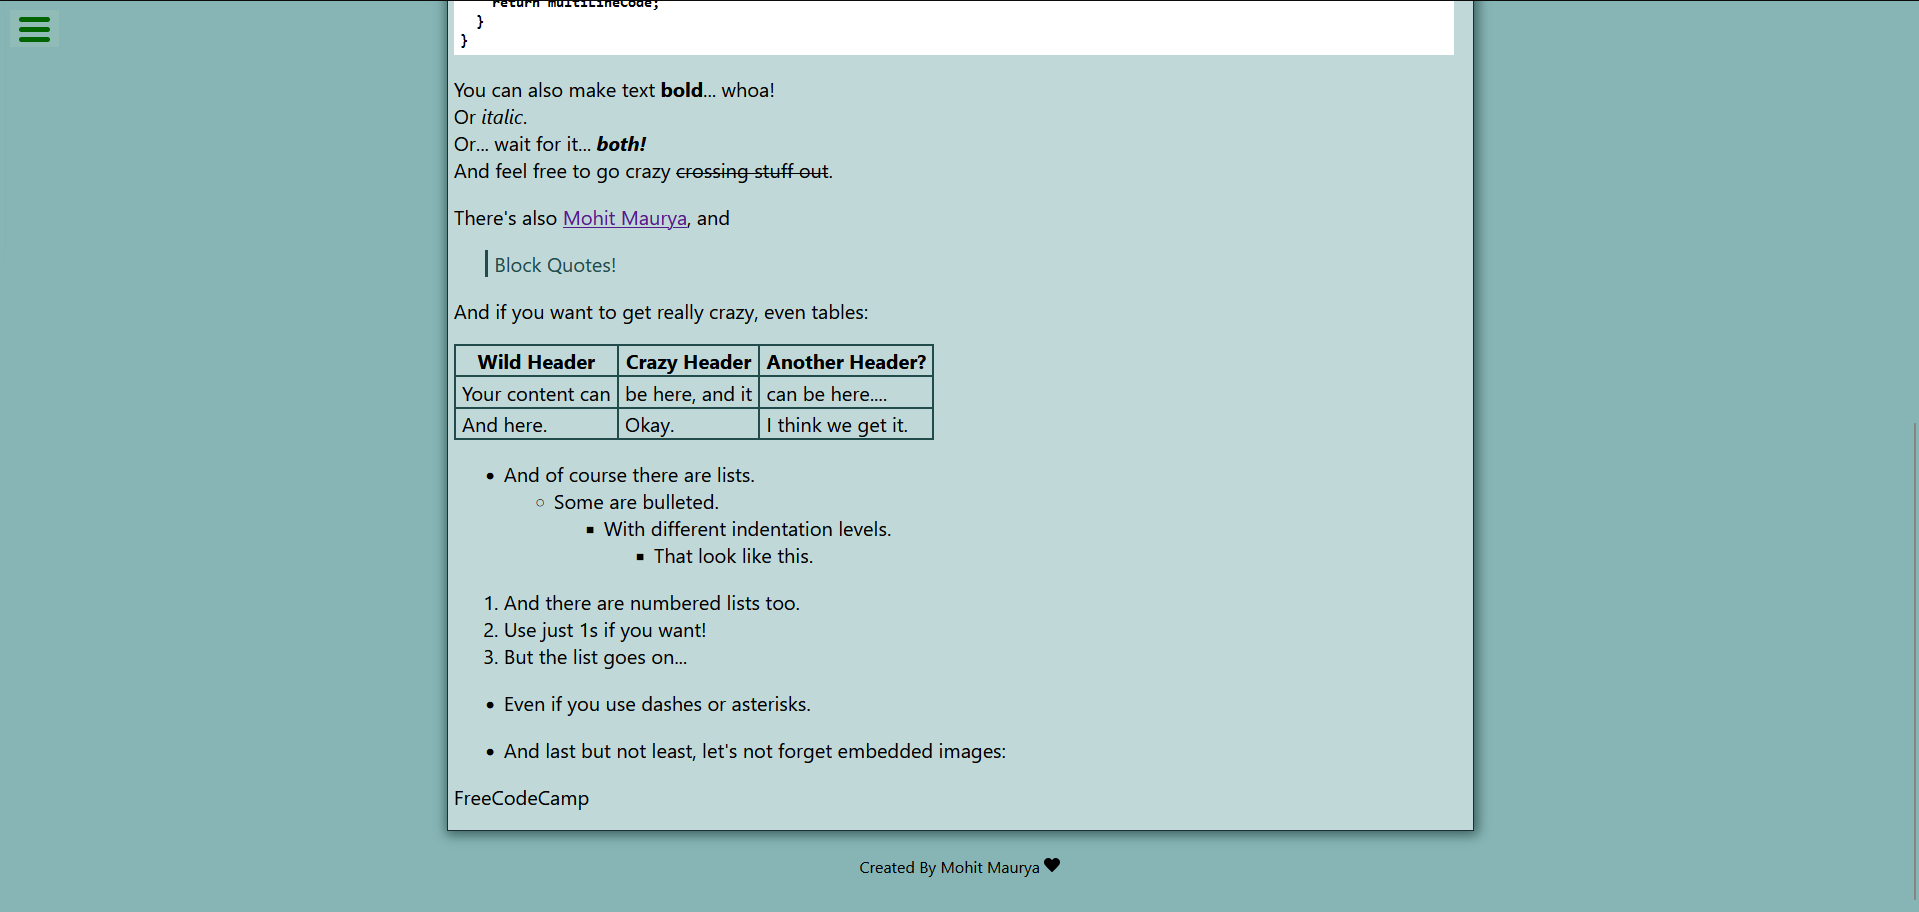 return multiLineCode;
}
}
You can also make text bold... whoa!
Or italic.
Or... wait for it... both!
And feel free to go crazy crossing stuff out.
There's also Mohit Maurya, and
Block Quotes!
And if you want to get really crazy, even tables:
Wild Header Crazy Header Another Header?
Your content can be here, and it can be here....
And here. Okay. I think we get it.
• And of course there are lists.
○ Some are bulleted.
▪ With different indentation levels.
▪ That look like this.
1. And there are numbered lists too.
2. Use just 1s if you want!
3. But the list goes on...
• Even if you use dashes or asterisks.
• And last but not least, let's not forget embedded images:
FreeCodeCamp
Created By Mohit Maurya ♥